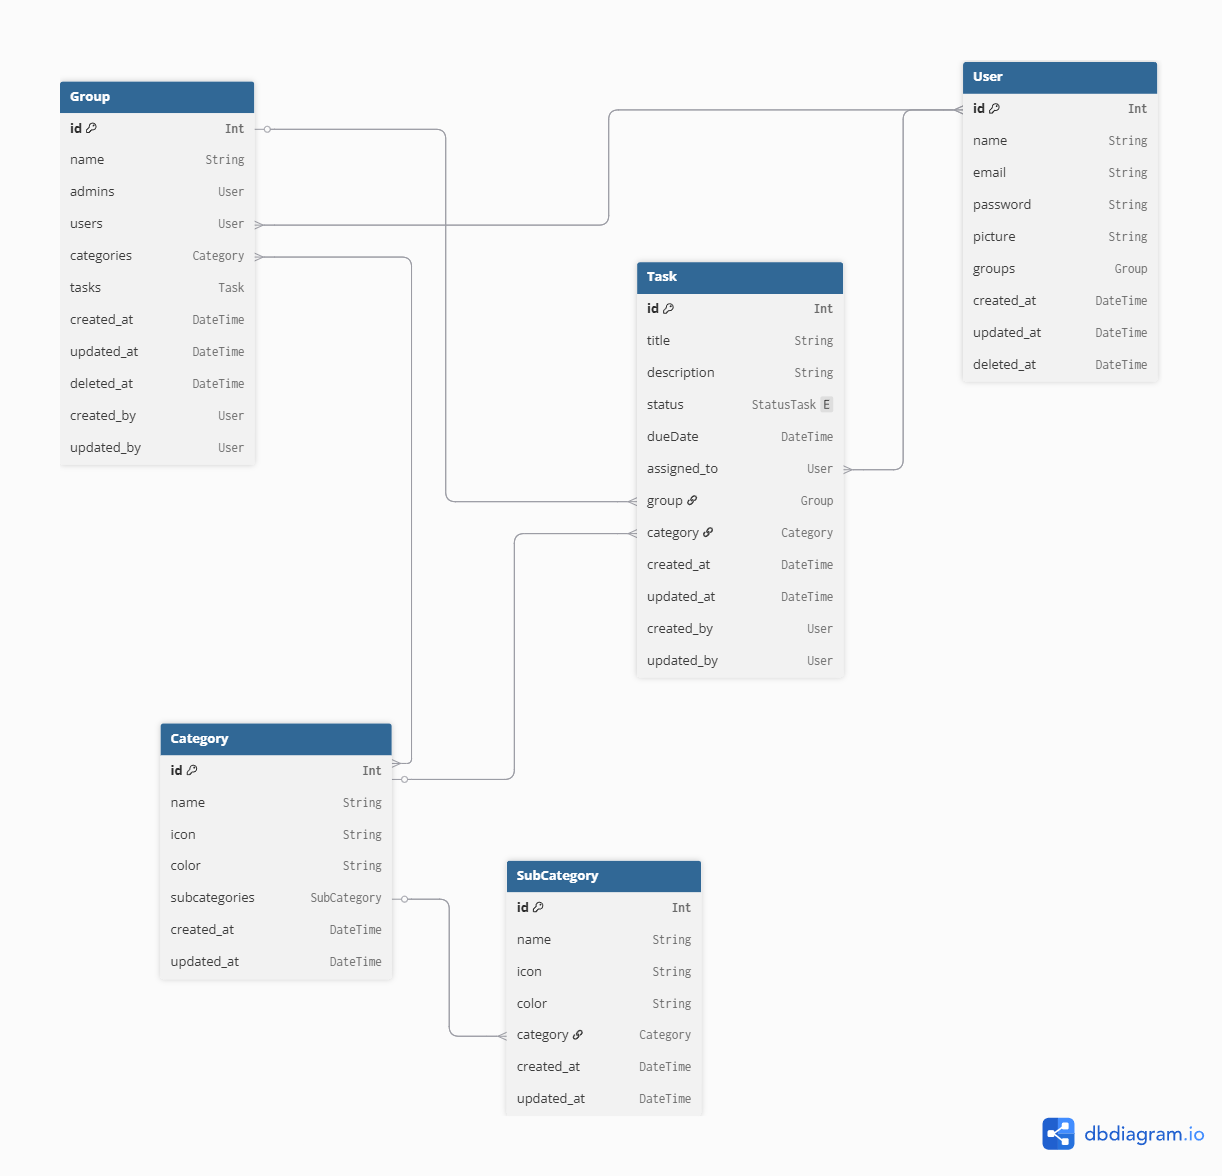 Group
id Int
name String
admins User
users User
categories Category
tasks Task
created_at DateTime
updated_at DateTime
deleted_at DateTime
created_by User
updated_by User
User
id Int
name String
email String
password String
picture String
groups Group
created_at DateTime
updated_at DateTime
deleted_at DateTime
Task
id Int
title String
description String
status StatusTask E
dueDate DateTime
assigned_to User
group Group
category Category
created_at DateTime
updated_at DateTime
created_by User
updated_by User
Category
id Int
name String
icon String
color String
subcategories SubCategory
created_at DateTime
updated_at DateTime
SubCategory
id Int
name String
icon String
color String
category Category
created_at DateTime
updated_at DateTime
dbdiagram.io